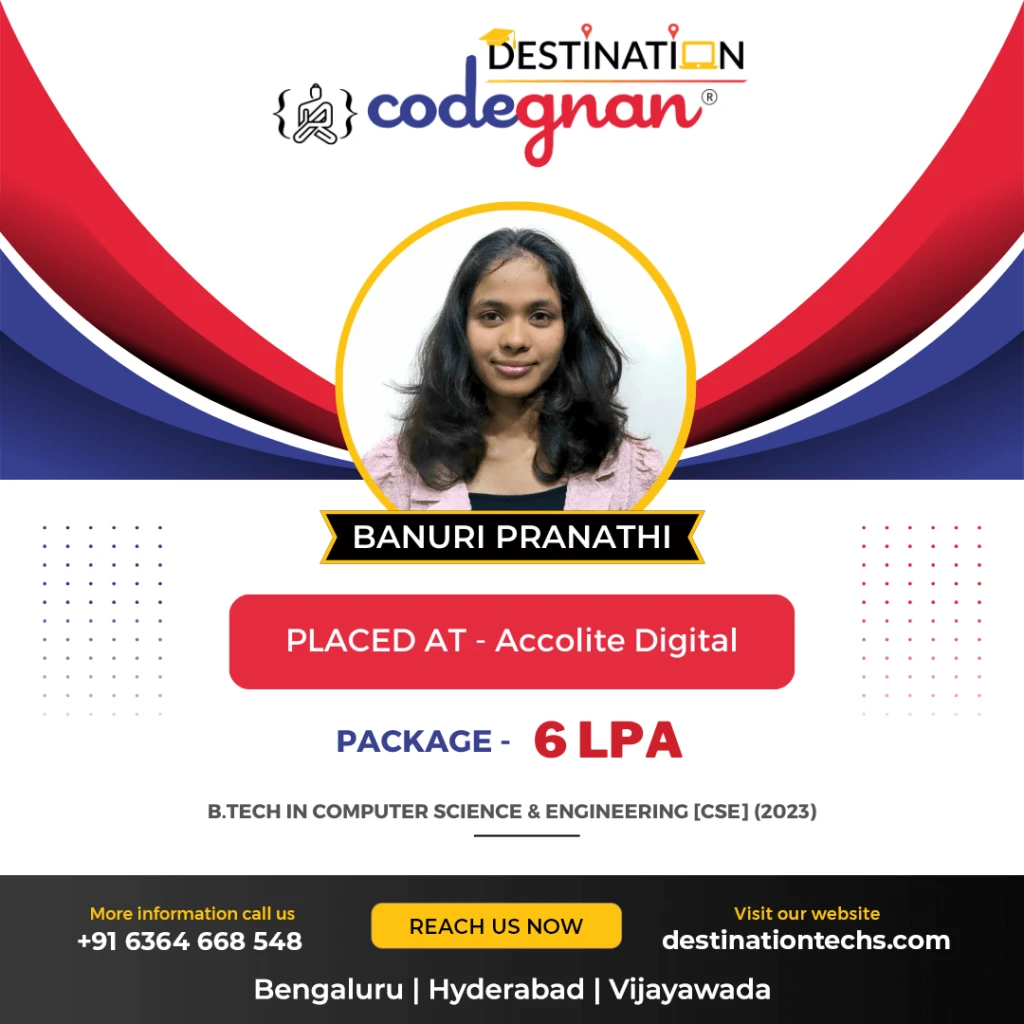 DESTINATION
{ } codegnan®
BANURI PRANATHI
PLACED AT - Accolite Digital
PACKAGE - 6 LPA
B.TECH IN COMPUTER SCIENCE & ENGINEERING [CSE] (2023)
More information call us
+91 6364 668 548
REACH US NOW
Visit our website
destinationtechs.com
Bengaluru | Hyderabad | Vijayawada